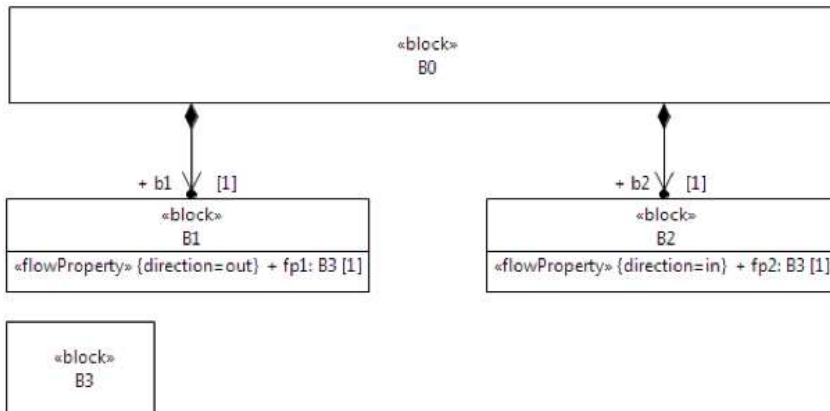 «block»
B0
+ b1 [1]
+ b2 [1]
«block»
B1
«flowProperty» {direction=out} + fp1: B3 [1]
«block»
B2
«flowProperty» {direction=in} + fp2: B3 [1]
«block»
B3